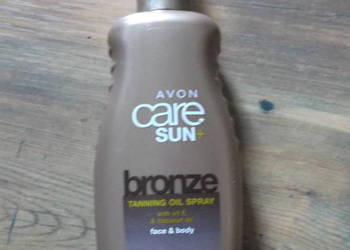 AVON
care
SUN+
bronze
TANNING OIL SPRAY
with vit E
& coconut oil
face & body